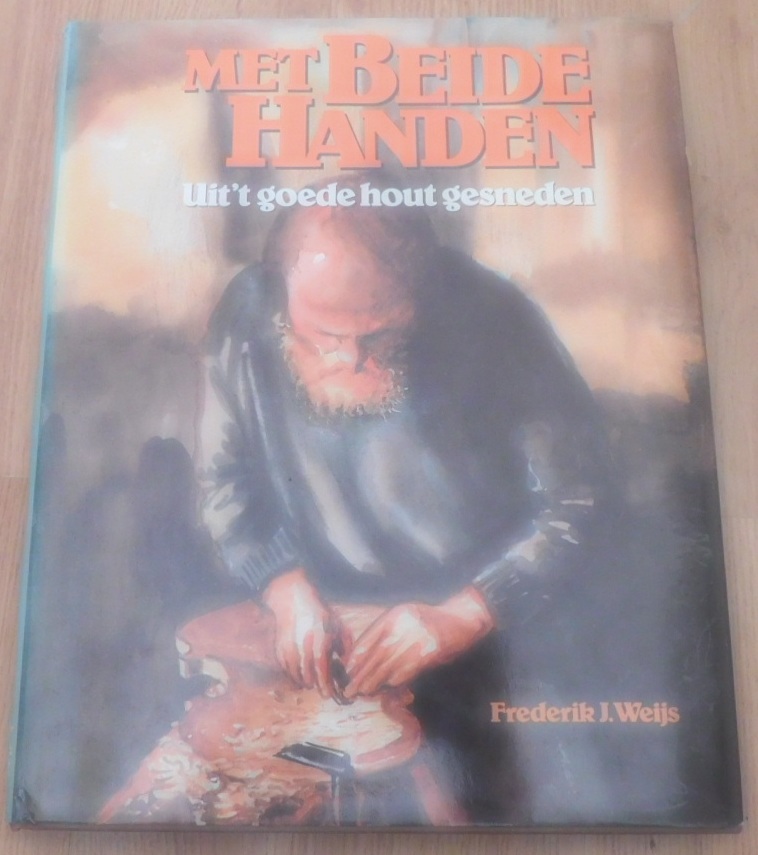 MET BEIDE
HANDEN
Uit't goede hout gesneden
Frederik J. Weijs